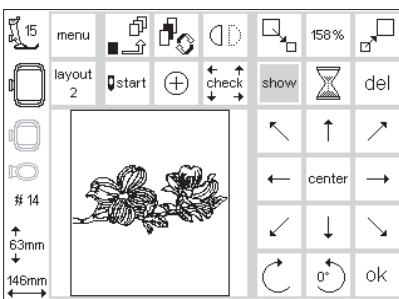 15
menu
158%
layout
2
start
check
show
del
center
# 14
63mm
146mm
0°
ok